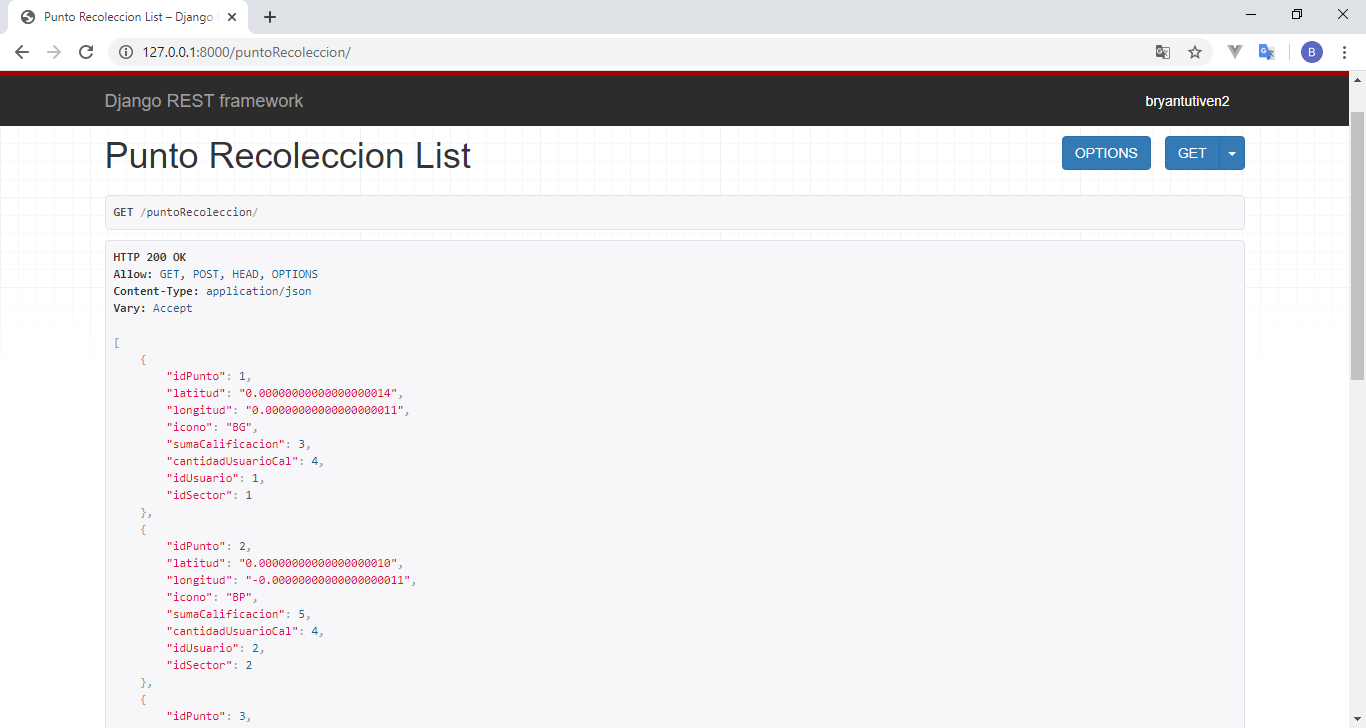 Punto Recoleccion List – Django
127.0.0.1:8000/puntoRecoleccion/
B
Django REST framework
bryantutiven2
Punto Recoleccion List
OPTIONS
GET
GET /puntoRecoleccion/
HTTP 200 OK
Allow: GET, POST, HEAD, OPTIONS
Content-Type: application/json
Vary: Accept
[
{
"idPunto": 1,
"latitud": "0.00000000000000000014",
"longitud": "0.00000000000000000011",
"icono": "BG",
"sumaCalificacion": 3,
"cantidadUsuarioCal": 4,
"idUsuario": 1,
"idSector": 1
},
{
"idPunto": 2,
"latitud": "0.00000000000000000010",
"longitud": "-0.00000000000000000011",
"icono": "BP",
"sumaCalificacion": 5,
"cantidadUsuarioCal": 4,
"idUsuario": 2,
"idSector": 2
},
{
"idPunto": 3,